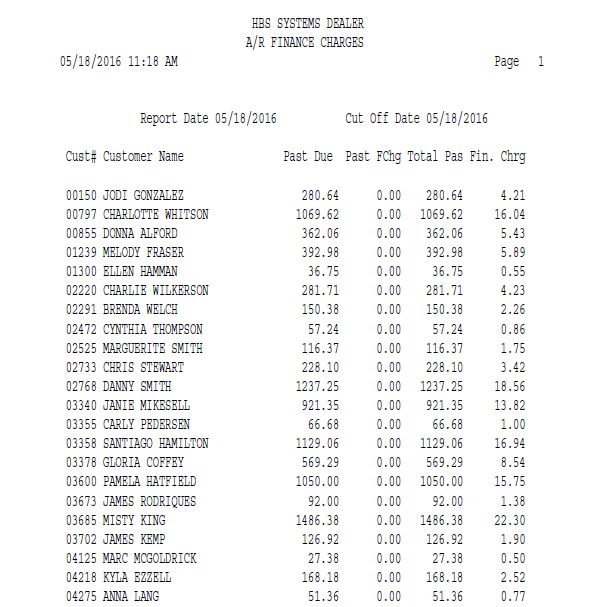 HBS SYSTEMS DEALER
A/R FINANCE CHARGES
05/18/2016 11:18 AM Page 1
Report Date 05/18/2016 Cut Off Date 05/18/2016
Cust# Customer Name Past Due Past FChg Total Pas Fin. Chrg
00150 JODI GONZALEZ 280.64 0.00 280.64 4.21
00797 CHARLOTTE WHITSON 1069.62 0.00 1069.62 16.04
00855 DONNA ALFORD 362.06 0.00 362.06 5.43
01239 MELODY FRASER 392.98 0.00 392.98 5.89
01300 ELLEN HAMMAN 36.75 0.00 36.75 0.55
02220 CHARLIE WILKERSON 281.71 0.00 281.71 4.23
02291 BRENDA WELCH 150.38 0.00 150.38 2.26
02472 CYNTHIA THOMPSON 57.24 0.00 57.24 0.86
02525 MARGUERITE SMITH 116.37 0.00 116.37 1.75
02733 CHRIS STEWART 228.10 0.00 228.10 3.42
02768 DANNY SMITH 1237.25 0.00 1237.25 18.56
03340 JANIE MIKESELL 921.35 0.00 921.35 13.82
03355 CARLY PEDERSEN 66.68 0.00 66.68 1.00
03358 SANTIAGO HAMILTON 1129.06 0.00 1129.06 16.94
03378 GLORIA COFFEY 569.29 0.00 569.29 8.54
03600 PAMELA HATFIELD 1050.00 0.00 1050.00 15.75
03673 JAMES RODRIQUES 92.00 0.00 92.00 1.38
03685 MISTY KING 1486.38 0.00 1486.38 22.30
03702 JAMES KEMP 126.92 0.00 126.92 1.90
04125 MARC MCGOLDRICK 27.38 0.00 27.38 0.50
04218 KYLA EZZELL 168.18 0.00 168.18 2.52
04275 ANNA LANG 51.36 0.00 51.36 0.77